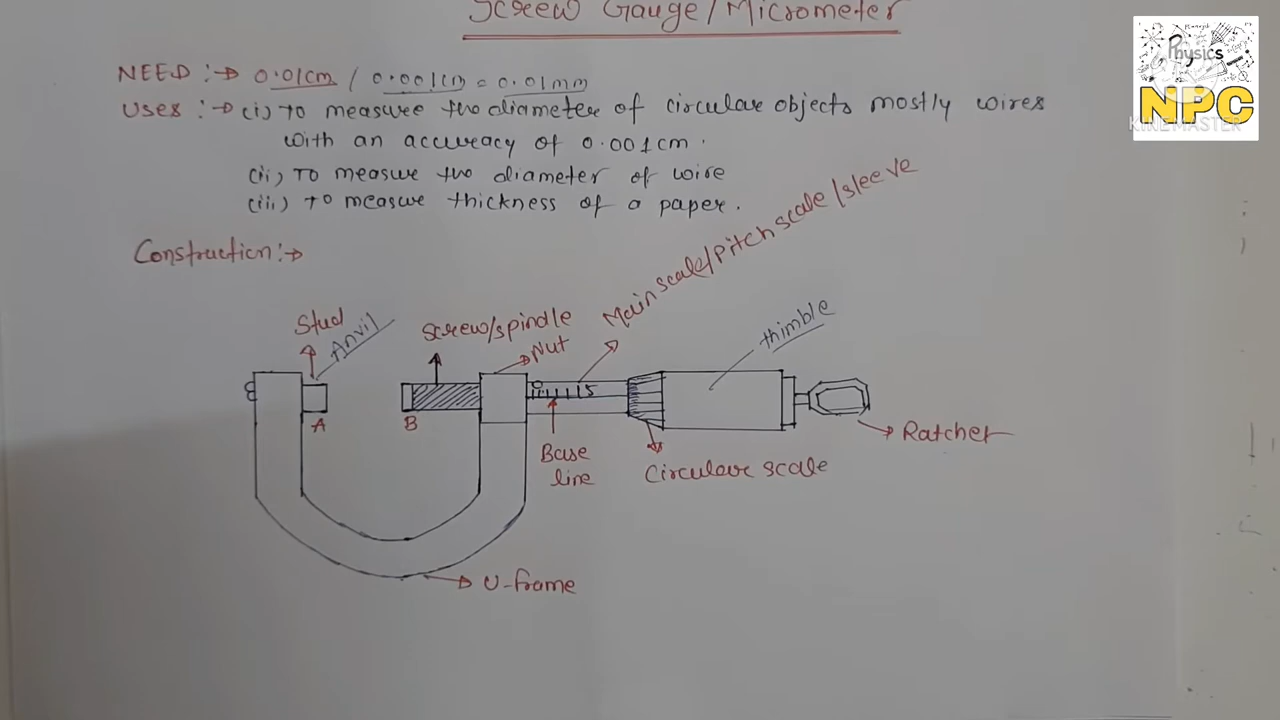 Screw Gauge/Micrometer
Physics
NPC
KINEMASTER
NEED :→ 0.01cm / 0.001cm = 0.01mm
Uses :→ (i) To measure the diameter of circular objects mostly wires
with an accuracy of 0.001cm.
(ii) To measure the diameter of wire
(iii) to measure thickness of a paper.
Construction:→
Main scale/Pitch scale/sleeve
Stud
Anvil
Screw/spindle
Nut
thimble
0 5
A
B
Base
line
Circular scale
Ratchet
U-frame